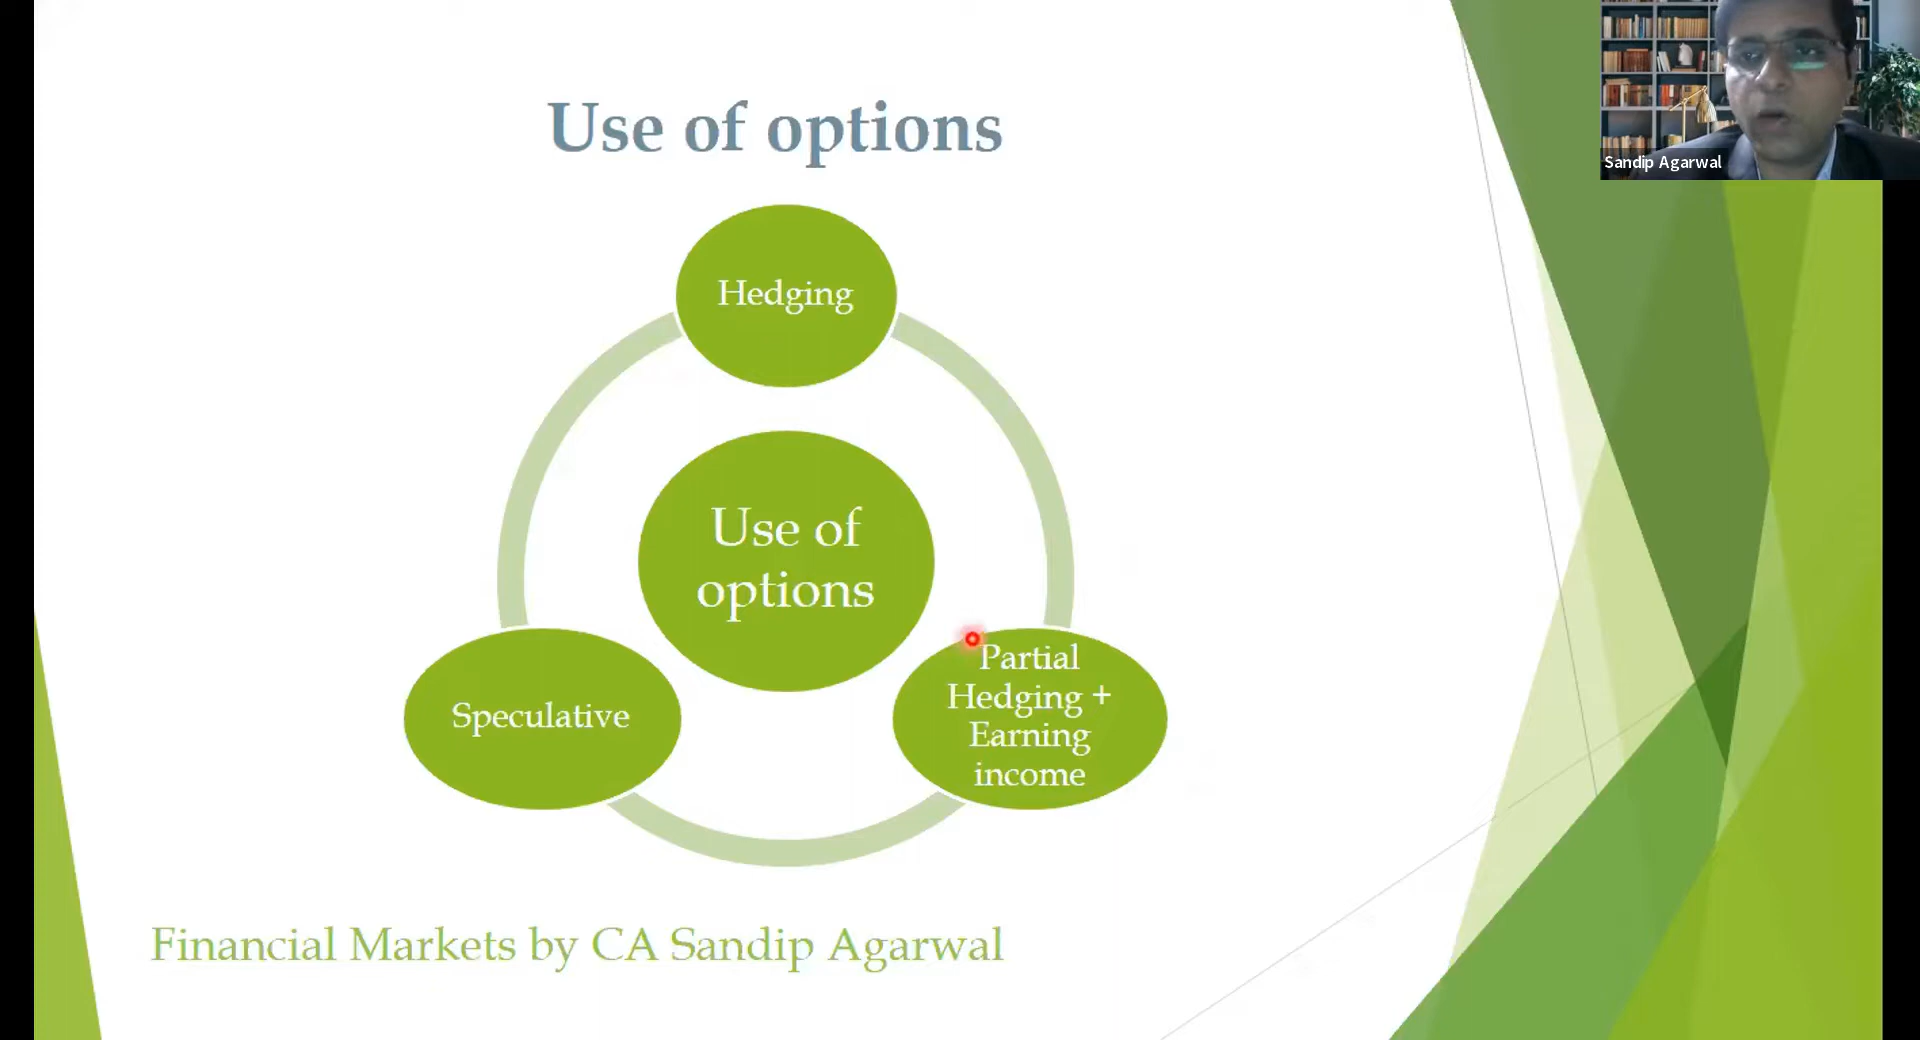 Use of options
Sandip Agarwal
Hedging
Use of
options
Speculative
Partial
Hedging +
Earning
income
Financial Markets by CA Sandip Agarwal